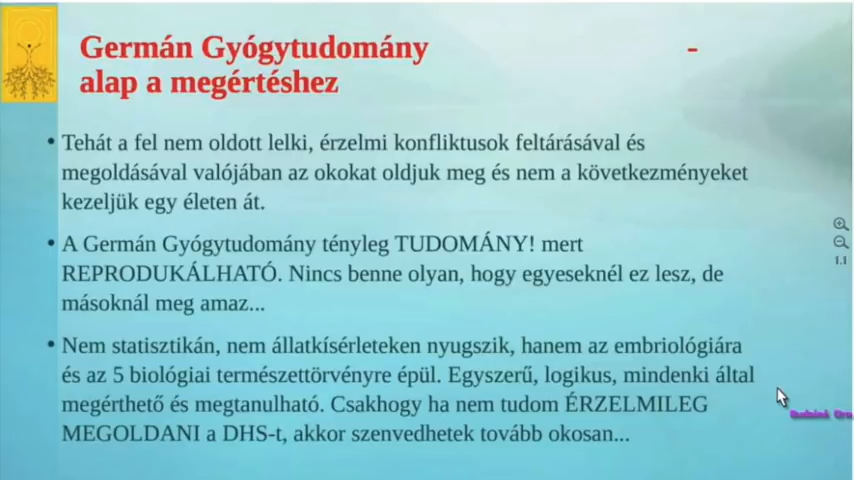 Germán Gyógytudomány -
alap a megértéshez
• Tehát a fel nem oldott lelki, érzelmi konfliktusok feltárásával és
megoldásával valójában az okokat oldjuk meg és nem a következményeket
kezeljük egy életen át.
• A Germán Gyógytudomány tényleg TUDOMÁNY! mert
REPRODUKÁLHATÓ. Nincs benne olyan, hogy egyeseknél ez lesz, de
másoknál meg amaz...
• Nem statisztikán, nem állatkísérleteken nyugszik, hanem az embriológiára
és az 5 biológiai természettörvényre épül. Egyszerű, logikus, mindenki által
megérthető és megtanulható. Csakhogy ha nem tudom ÉRZELMILEG
MEGOLDANI a DHS-t, akkor szenvedhetek tovább okosan...
1.1